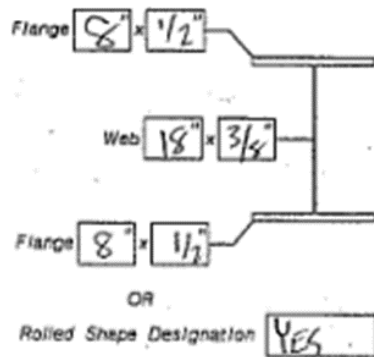 Flange 8" x 1/2"
Web 18" x 3/8"
Flange 8" x 1/2"
OR
Rolled Shape Designation YES